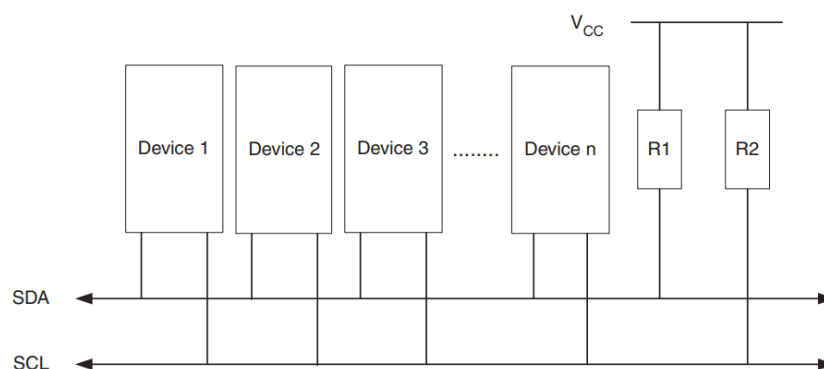 VCC
Device 1
Device 2
Device 3
........
Device n
R1
R2
SDA
SCL